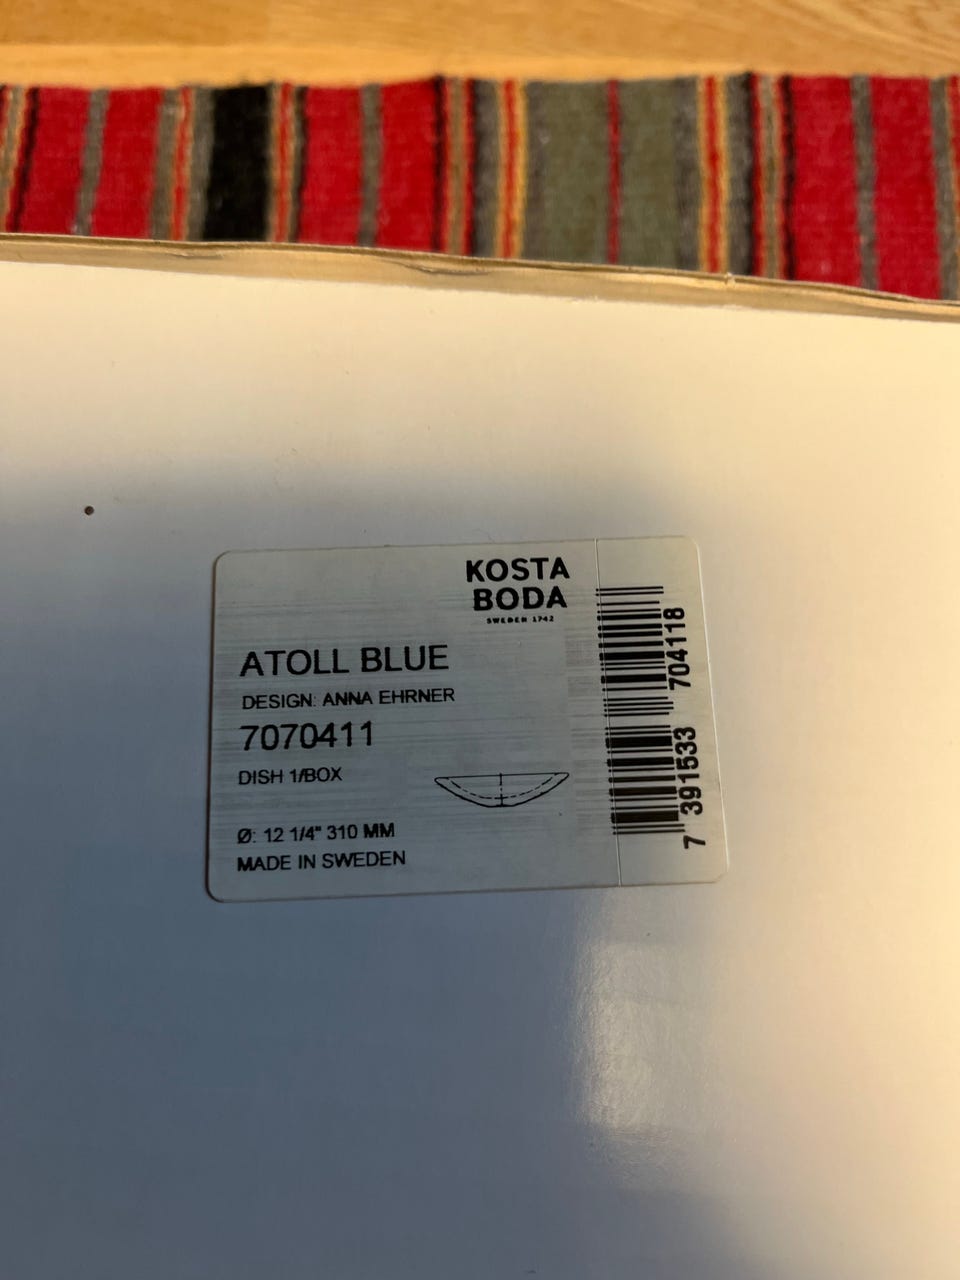 KOSTA
BODA
SWEDEN 1742
ATOLL BLUE
DESIGN: ANNA EHRNER
7070411
DISH 1/BOX
Ø: 12 1/4" 310 MM
MADE IN SWEDEN
7 391533 704118